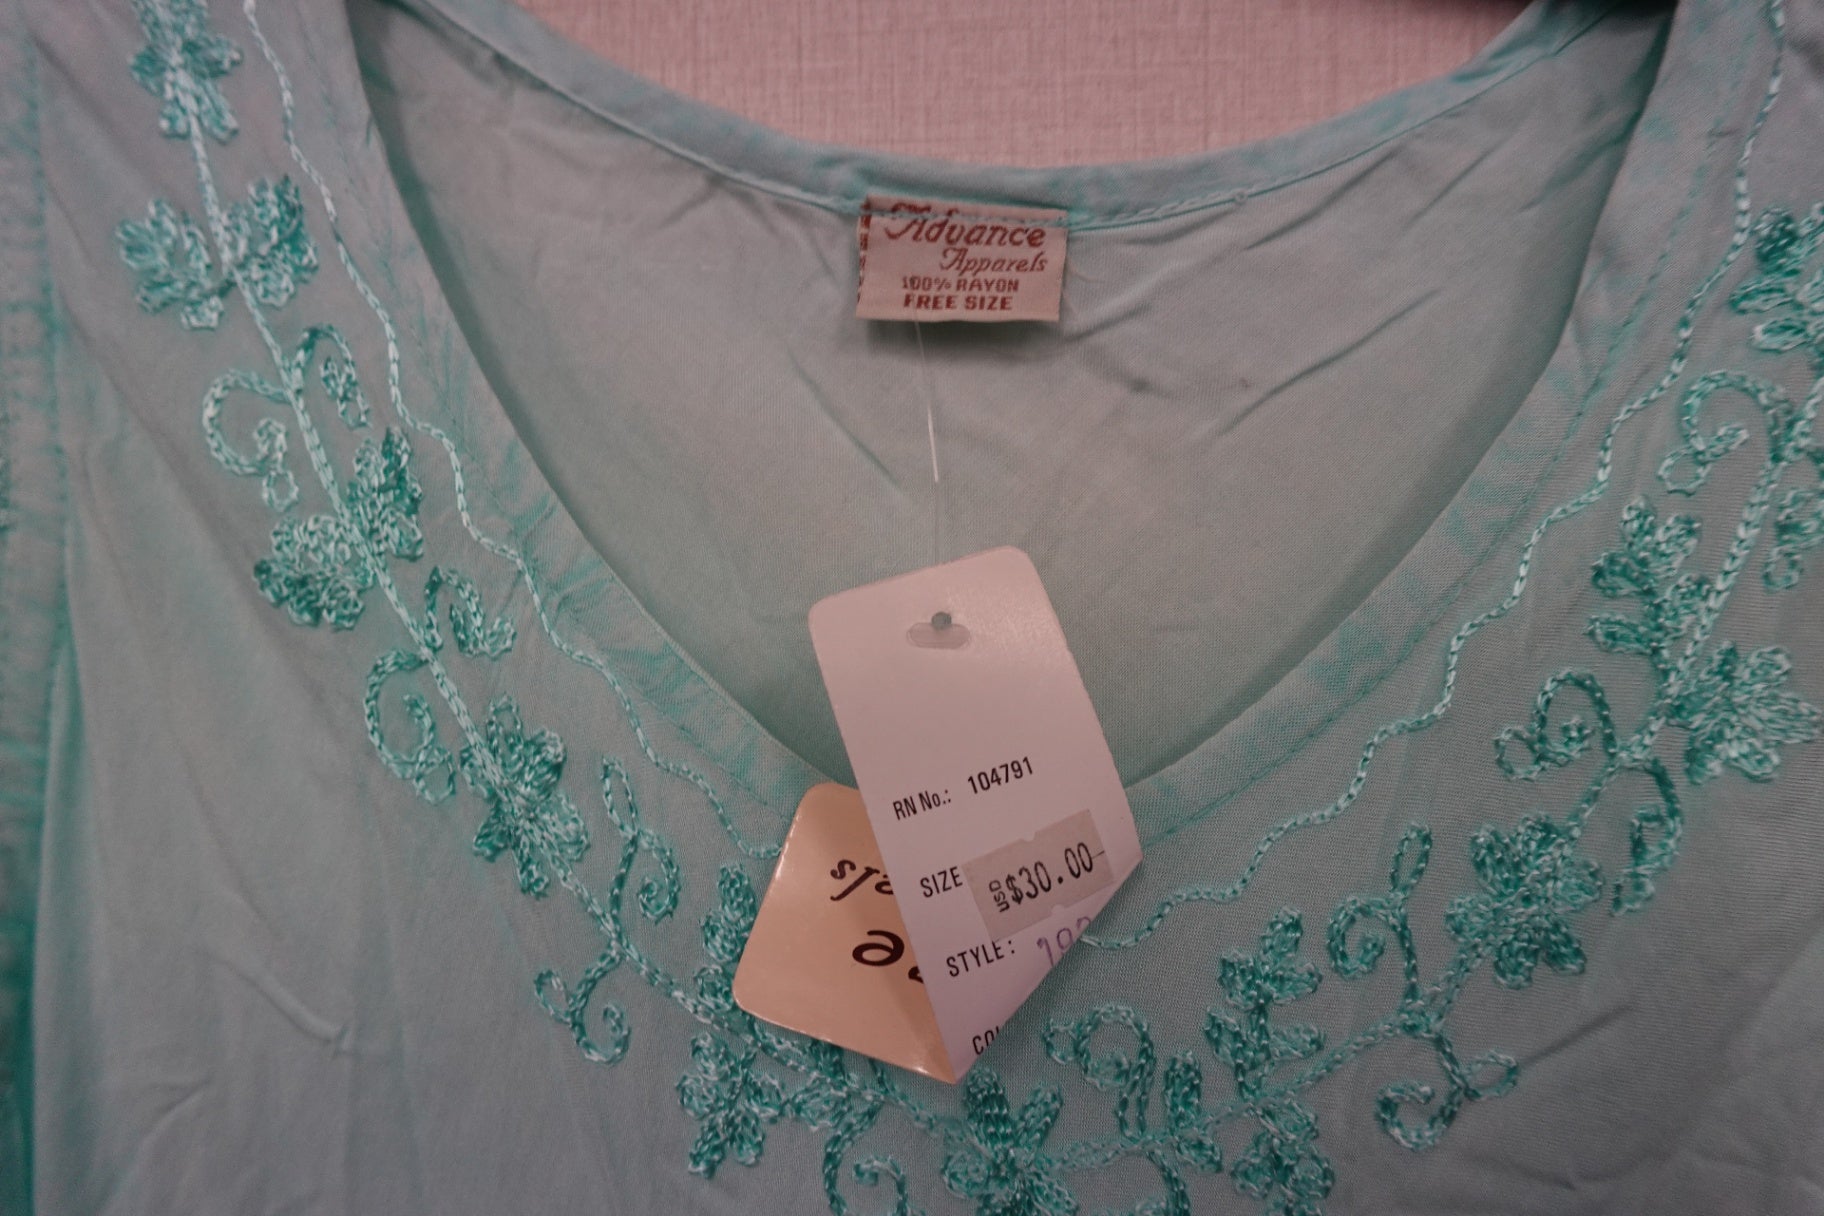 Advance
Apparels
100% RAYON
FREE SIZE
RN No.: 104791
SIZE
USD $30.00
STYLE: